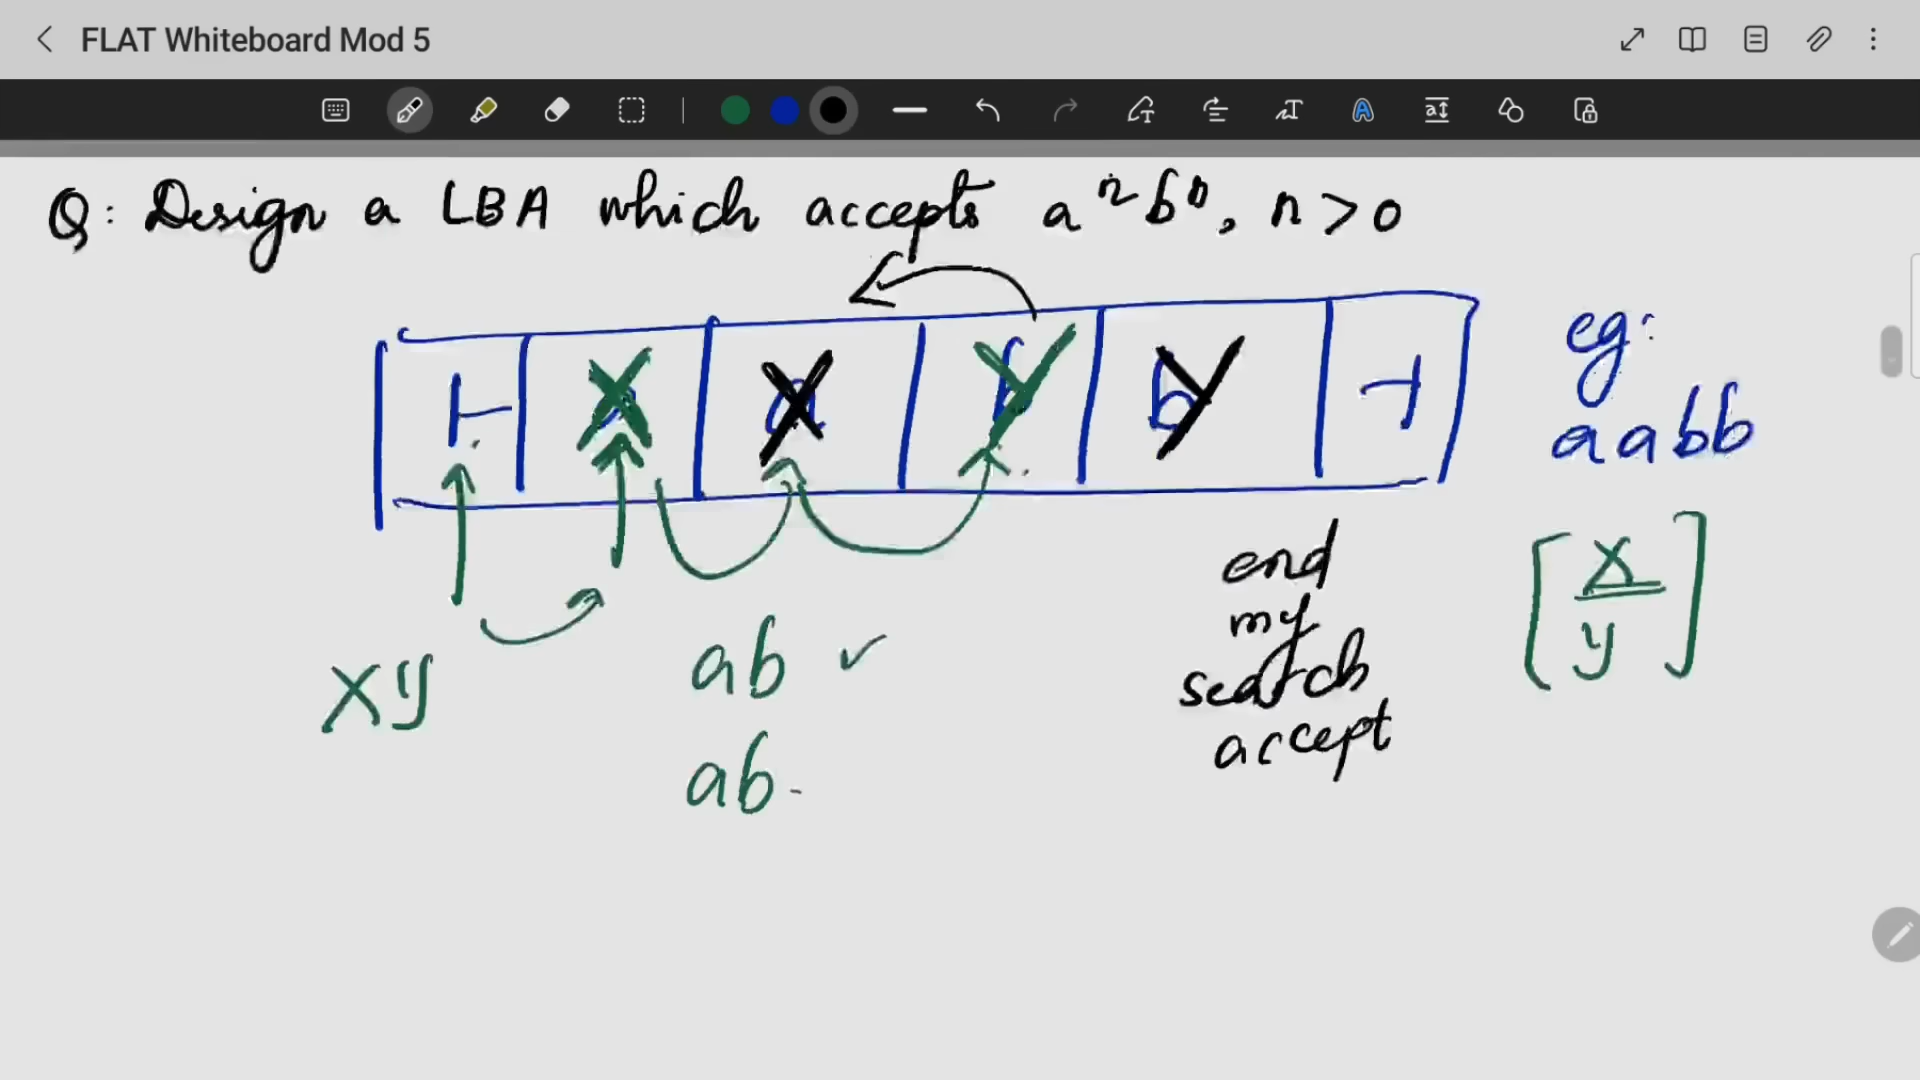 FLAT Whiteboard Mod 5
Q: Design a LBA which accepts aⁿbⁿ, n > 0
⊢ X X Y Y ⊣
eg:
aabb
end
my
search
accept
[X
y]
ab ✓
XY
ab -